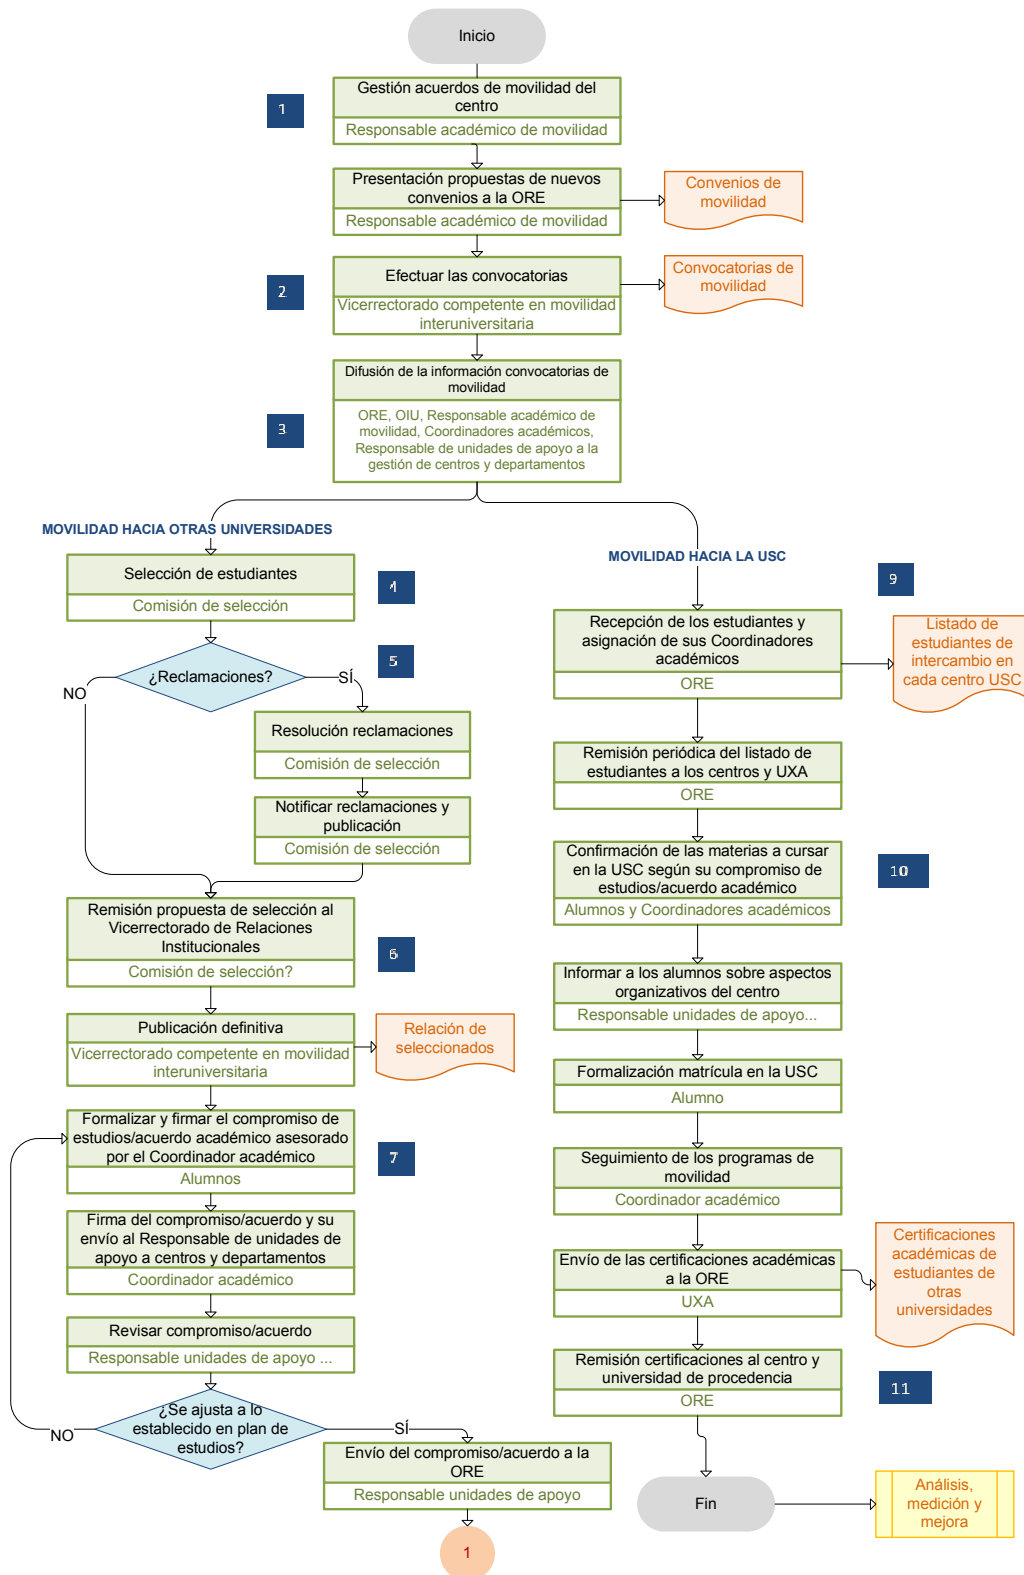 Inicio
1
Gestión acuerdos de movilidad del
centro
Responsable académico de movilidad
Presentación propuestas de nuevos
convenios a la ORE
Responsable académico de movilidad
Convenios de
movilidad
2
Efectuar las convocatorias
Vicerrectorado competente en movilidad
interuniversitaria
Convocatorias de
movilidad
3
Difusión de la información convocatorias de
movilidad
ORE, OIU, Responsable académico de
movilidad, Coordinadores académicos,
Responsable de unidades de apoyo a la
gestión de centros y departamentos
MOVILIDAD HACIA OTRAS UNIVERSIDADES
Selección de estudiantes
Comisión de selección
4
¿Reclamaciones?
5
NO
SÍ
Resolución reclamaciones
Comisión de selección
Notificar reclamaciones y
publicación
Comisión de selección
Remisión propuesta de selección al
Vicerrectorado de Relaciones
Institucionales
Comisión de selección?
6
Publicación definitiva
Vicerrectorado competente en movilidad
interuniversitaria
Relación de
seleccionados
Formalizar y firmar el compromiso de
estudios/acuerdo académico asesorado
por el Coordinador académico
Alumnos
7
Firma del compromiso/acuerdo y su
envío al Responsable de unidades de
apoyo a centros y departamentos
Coordinador académico
Revisar compromiso/acuerdo
Responsable unidades de apoyo ...
¿Se ajusta a lo
establecido en plan de
estudios?
NO
SÍ
Envío del compromiso/acuerdo a la
ORE
Responsable unidades de apoyo
1
MOVILIDAD HACIA LA USC
9
Recepción de los estudiantes y
asignación de sus Coordinadores
académicos
ORE
Listado de
estudiantes de
intercambio en
cada centro USC
Remisión periódica del listado de
estudiantes a los centros y UXA
ORE
Confirmación de las materias a cursar
en la USC según su compromiso de
estudios/acuerdo académico
Alumnos y Coordinadores académicos
10
Informar a los alumnos sobre aspectos
organizativos del centro
Responsable unidades de apoyo...
Formalización matrícula en la USC
Alumno
Seguimiento de los programas de
movilidad
Coordinador académico
Envío de las certificaciones académicas
a la ORE
UXA
Certificaciones
académicas de
estudiantes de
otras
universidades
Remisión certificaciones al centro y
universidad de procedencia
ORE
11
Fin
Análisis,
medición y
mejora